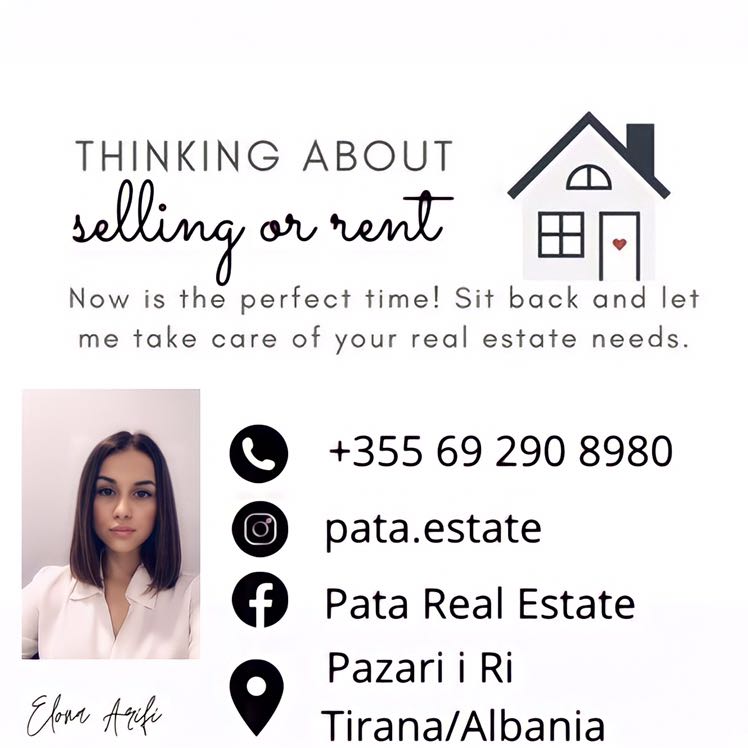 THINKING ABOUT
selling or rent
Now is the perfect time! Sit back and let
me take care of your real estate needs.
+355 69 290 8980
pata.estate
Pata Real Estate
Pazari i Ri
Tirana/Albania
Elona Arifi